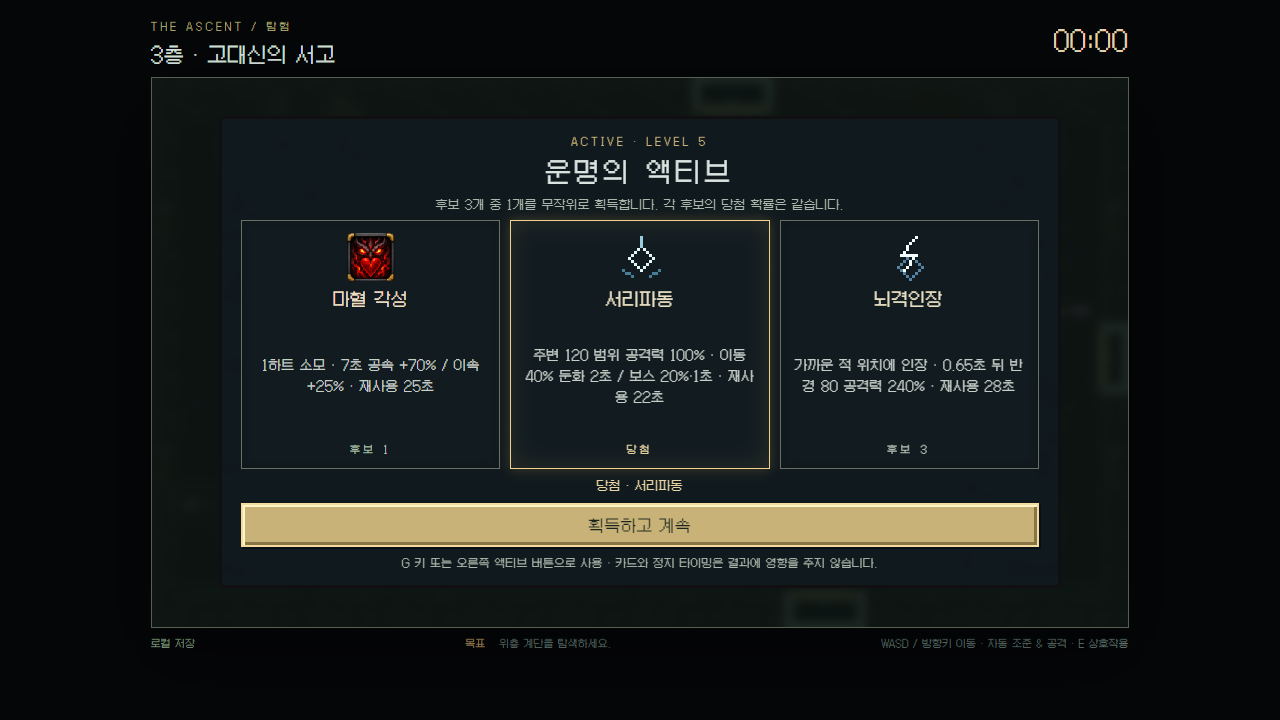 THE ASCENT / 탐험
3층 · 고대신의 서고
00:00
ACTIVE · LEVEL 5
운명의 액티브
후보 3개 중 1개를 무작위로 획득합니다. 각 후보의 당첨 확률은 같습니다.
마혈 각성
1하트 소모 · 7초 공속 +70% / 이속
+25% · 재사용 25초
후보 1
서리파동
주변 120 범위 공격력 100% · 이동
40% 둔화 2초 / 보스 20%·1초 · 재사
용 22초
당첨
뇌격인장
가까운 적 위치에 인장 · 0.65초 뒤 반
경 80 공격력 240% · 재사용 28초
후보 3
당첨 · 서리파동
획득하고 계속
G 키 또는 오른쪽 액티브 버튼으로 사용 · 카드와 정지 타이밍은 결과에 영향을 주지 않습니다.
로컬 저장
목표 위층 계단을 탐색하세요.
WASD / 방향키 이동 · 자동 조준 & 공격 · E 상호작용